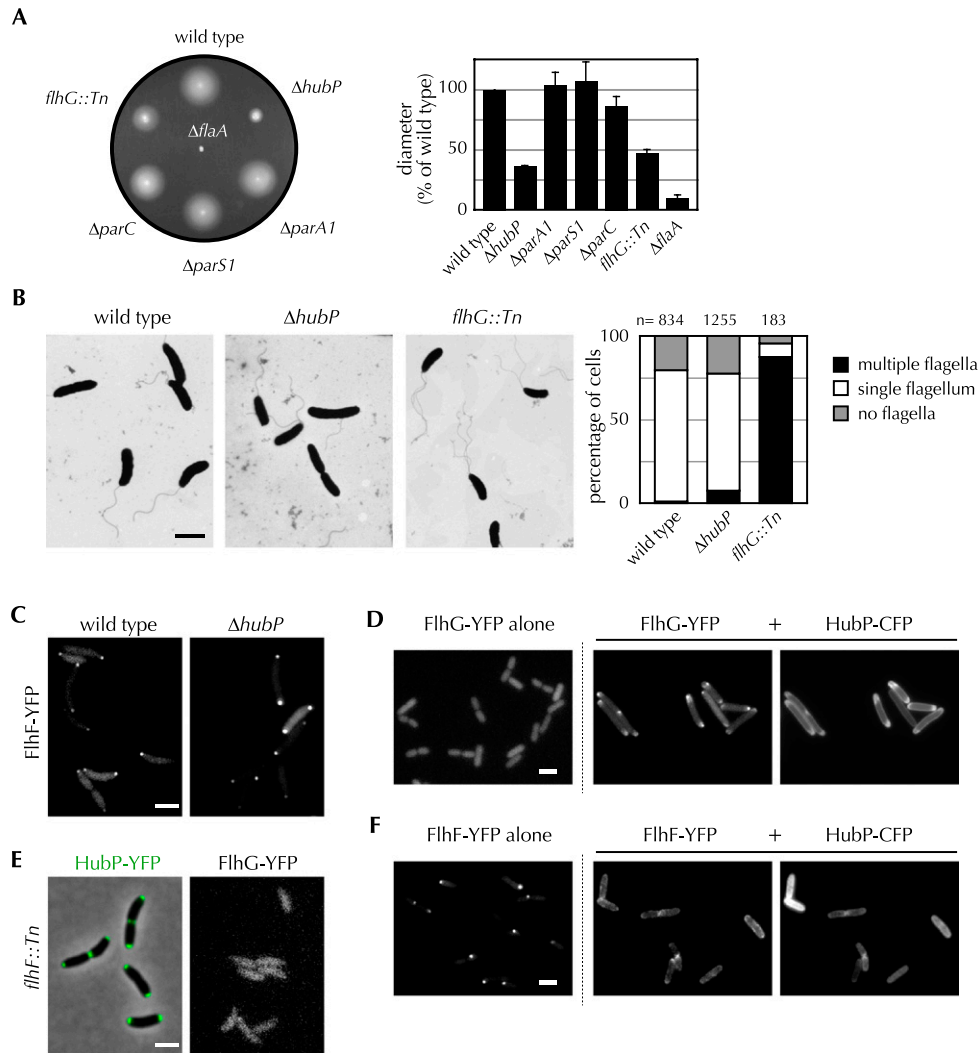 A
wild type
flhG::Tn
ΔhubP
ΔflaA
ΔparC
ΔparA1
ΔparS1
diameter
(% of wild type)
100
50
0
wild type
ΔhubP
ΔparA1
ΔparS1
ΔparC
flhG::Tn
ΔflaA
B
wild type
ΔhubP
flhG::Tn
n= 834 1255 183
percentage of cells
100
50
0
wild type
ΔhubP
flhG::Tn
multiple flagella
single flagellum
no flagella
C
wild type
ΔhubP
FlhF-YFP
D
FlhG-YFP alone
FlhG-YFP + HubP-CFP
E
HubP-YFP
FlhG-YFP
flhF::Tn
F
FlhF-YFP alone
FlhF-YFP + HubP-CFP